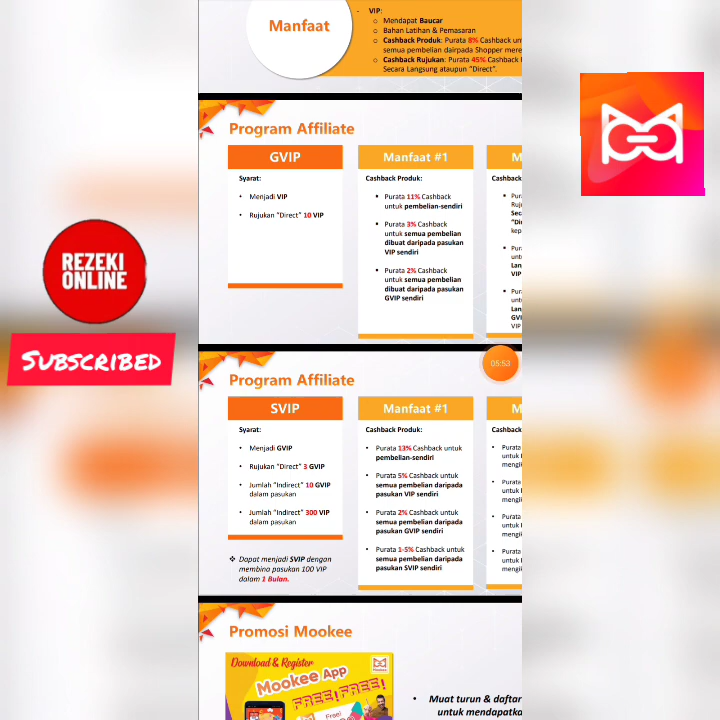 Manfaat
- VIP:
o Mendapat Baucar
o Bahan Latihan & Pemasaran
o Cashback Produk: Purata 8% Cashback
semua pembelian dairpada Shopper
o Cashback Rujukan: Purata 45% Cashback
Secara Langsung ataupun "Direct".
Program Affiliate
GVIP
Syarat:
• Menjadi VIP
• Rujukan "Direct" 10 VIP
Manfaat #1
Cashback Produk:
▪ Purata 11% Cashback
untuk pembelian-sendiri
▪ Purata 3% Cashback
untuk semua pembelian
dibuat daripada pasukan
VIP sendiri
▪ Purata 2% Cashback
untuk semua pembelian
dibuat daripada pasukan
GVIP sendiri
REZEKI
ONLINE
SUBSCRIBED
05:53
Program Affiliate
SVIP
Syarat:
• Menjadi GVIP
• Rujukan "Direct" 3 GVIP
• Jumlah "Indirect" 10 GVIP
dalam pasukan
• Jumlah "Indirect" 300 VIP
dalam pasukan
❖ Dapat menjadi SVIP dengan
membina pasukan 100 VIP
dalam 1 Bulan.
Manfaat #1
Cashback Produk:
• Purata 13% Cashback untuk
pembelian-sendiri
• Purata 5% Cashback untuk
semua pembelian daripada
pasukan VIP sendiri
• Purata 2% Cashback untuk
semua pembelian daripada
pasukan GVIP sendiri
• Purata 1-5% Cashback untuk
semua pembelian daripada
pasukan SVIP sendiri
Promosi Mookee
Download & Register
Mookee App
FREE! FREE!
• Muat turun & daftar
untuk